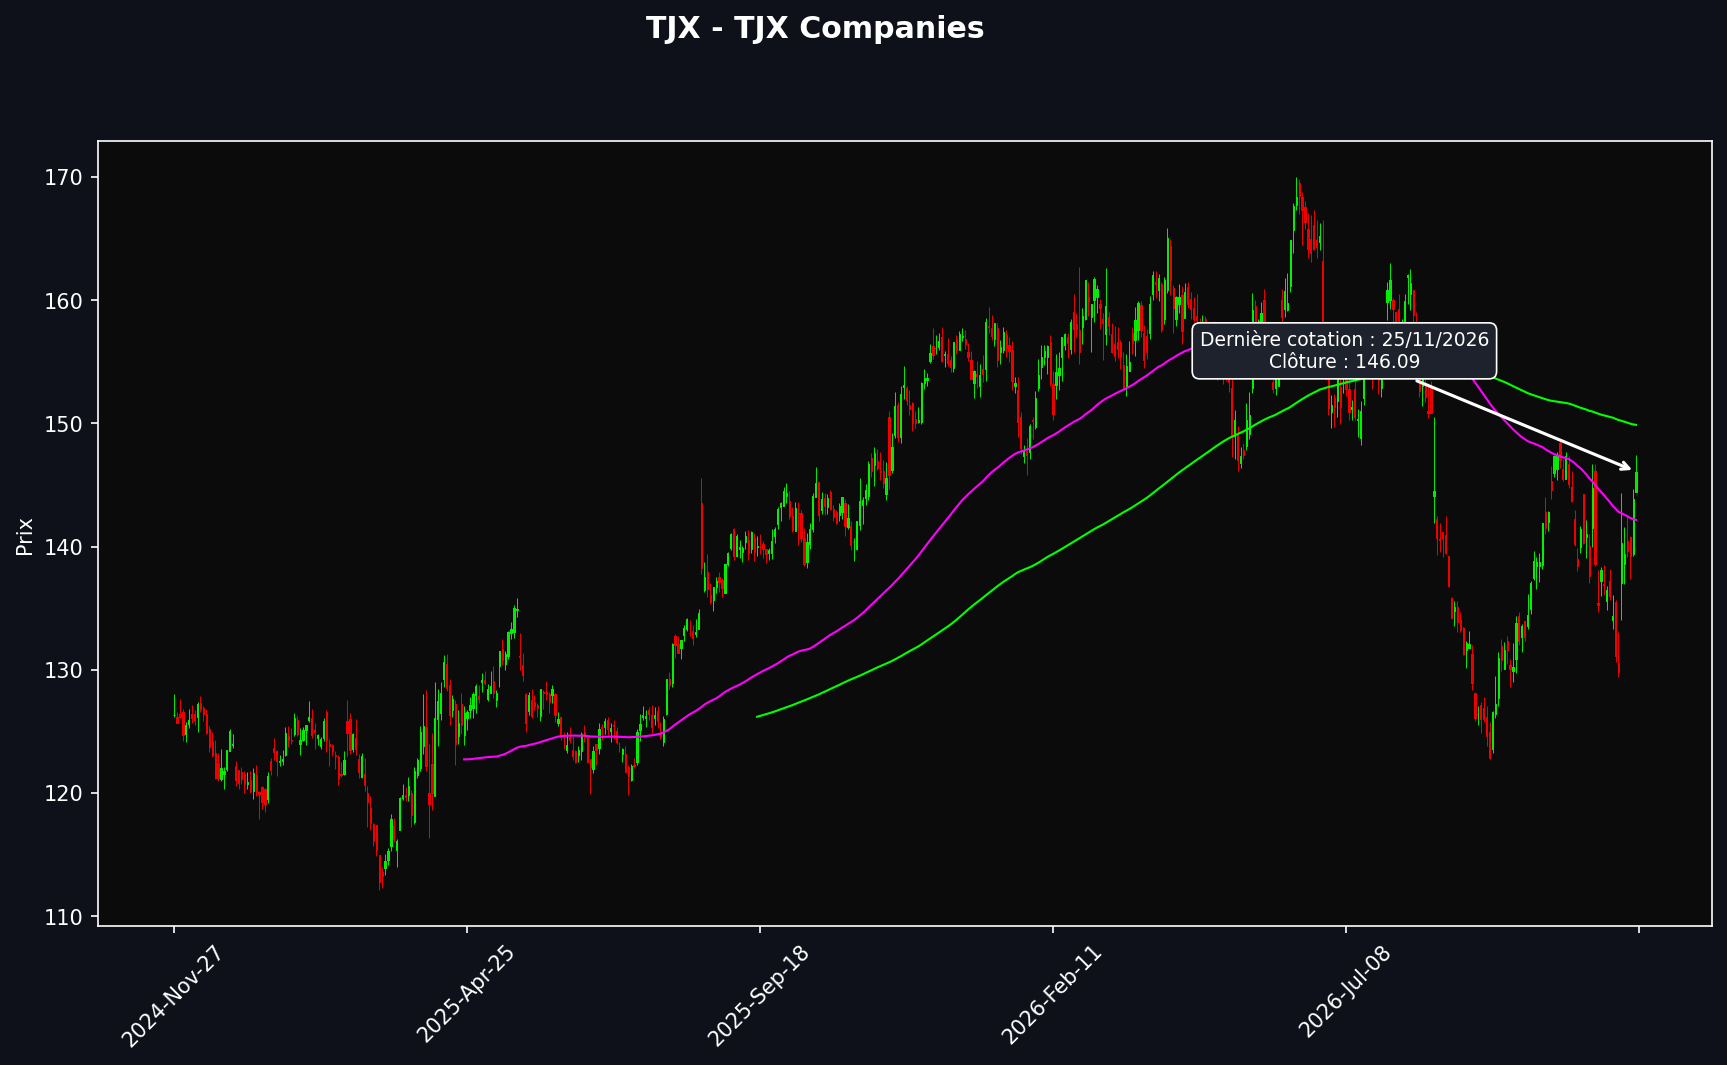 TJX - TJX Companies
170
160
150
140
130
120
110
Prix
Dernière cotation : 25/11/2026
Clôture : 146.09
2024-Nov-27
2025-Apr-25
2025-Sep-18
2026-Feb-11
2026-Jul-08